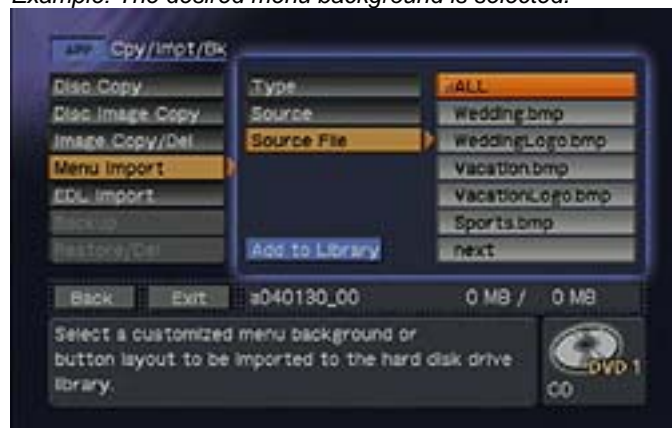 Example: The desired menu background is selected.
APP Cpy/Impt/Bk
Disc Copy
Disc Image Copy
Image Copy/Del
Menu Import
EDL Import
Backup
Restore/Del
Type
Source
Source File
Add to Library
ALL
Wedding.bmp
WeddingLogo.bmp
Vacation.bmp
VacationLogo.bmp
Sports.bmp
next
Back Exit a040130_00 0 MB / 0 MB
Select a customized menu background or
button layout to be imported to the hard disk drive
library.
DVD 1
CD